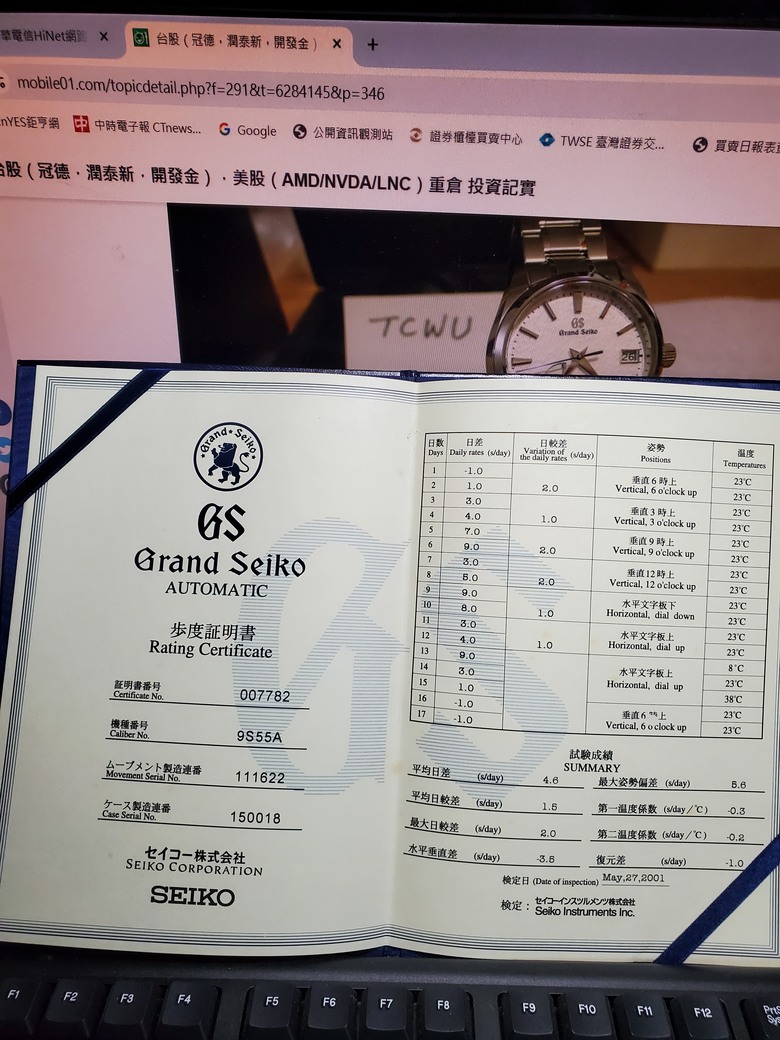 台股（冠德，潤泰新，開發金）
mobile01.com/topicdetail.php?f=291&t=6284145&p=346
中時電子報 CTnews...
Google
公開資訊觀測站
證券櫃檯買賣中心
TWSE 臺灣證券交...
買賣日報表
（冠德，潤泰新，開發金），美股（AMD/NVDA/LNC）重倉 投資記實
TCWU
GS
Grand Seiko
26
Grand Seiko
GS
Grand Seiko
AUTOMATIC
歩度証明書
Rating Certificate
証明書番号
Certificate No. 007782
機種番号
Caliber No. 9S55A
ムーブメント製造連番
Movement Serial No. 111622
ケース製造連番
Case Serial No. 150018
セイコー株式会社
SEIKO CORPORATION
SEIKO
日数 日差 日較差 姿勢 温度
Days Daily rates (s/day) Variation of the daily rates (s/day) Positions Temperatures
1 -1.0 23℃
2 1.0 2.0 垂直6時上 Vertical, 6 o'clock up 23℃
3 3.0 23℃
4 4.0 1.0 垂直3時上 Vertical, 3 o'clock up 23℃
5 7.0 23℃
6 9.0 2.0 垂直9時上 Vertical, 9 o'clock up 23℃
7 3.0 23℃
8 5.0 2.0 垂直12時上 Vertical, 12 o'clock up 23℃
9 9.0 23℃
10 8.0 1.0 水平文字板下 Horizontal, dial down 23℃
11 3.0 23℃
12 4.0 1.0 水平文字板上 Horizontal, dial up 23℃
13 9.0 8℃
14 3.0 水平文字板上 Horizontal, dial up 23℃
15 1.0 38℃
16 -1.0 垂直6時上 Vertical, 6 o'clock up 23℃
17 -1.0 23℃
試験成績
SUMMARY
平均日差 (s/day) 4.6 最大姿勢偏差 (s/day) 5.6
平均日較差 (s/day) 1.5 第一温度係数 (s/day/℃) -0.3
最大日較差 (s/day) 2.0 第二温度係数 (s/day/℃) -0.2
水平垂直差 (s/day) -3.5 復元差 (s/day) -1.0
検定日 (Date of inspection) May,27,2001
検定： セイコーインスツルメンツ株式会社
Seiko Instruments Inc.
F1 F2 F3 F4 F5 F6 F7 F8 F9 F10 F11 F12